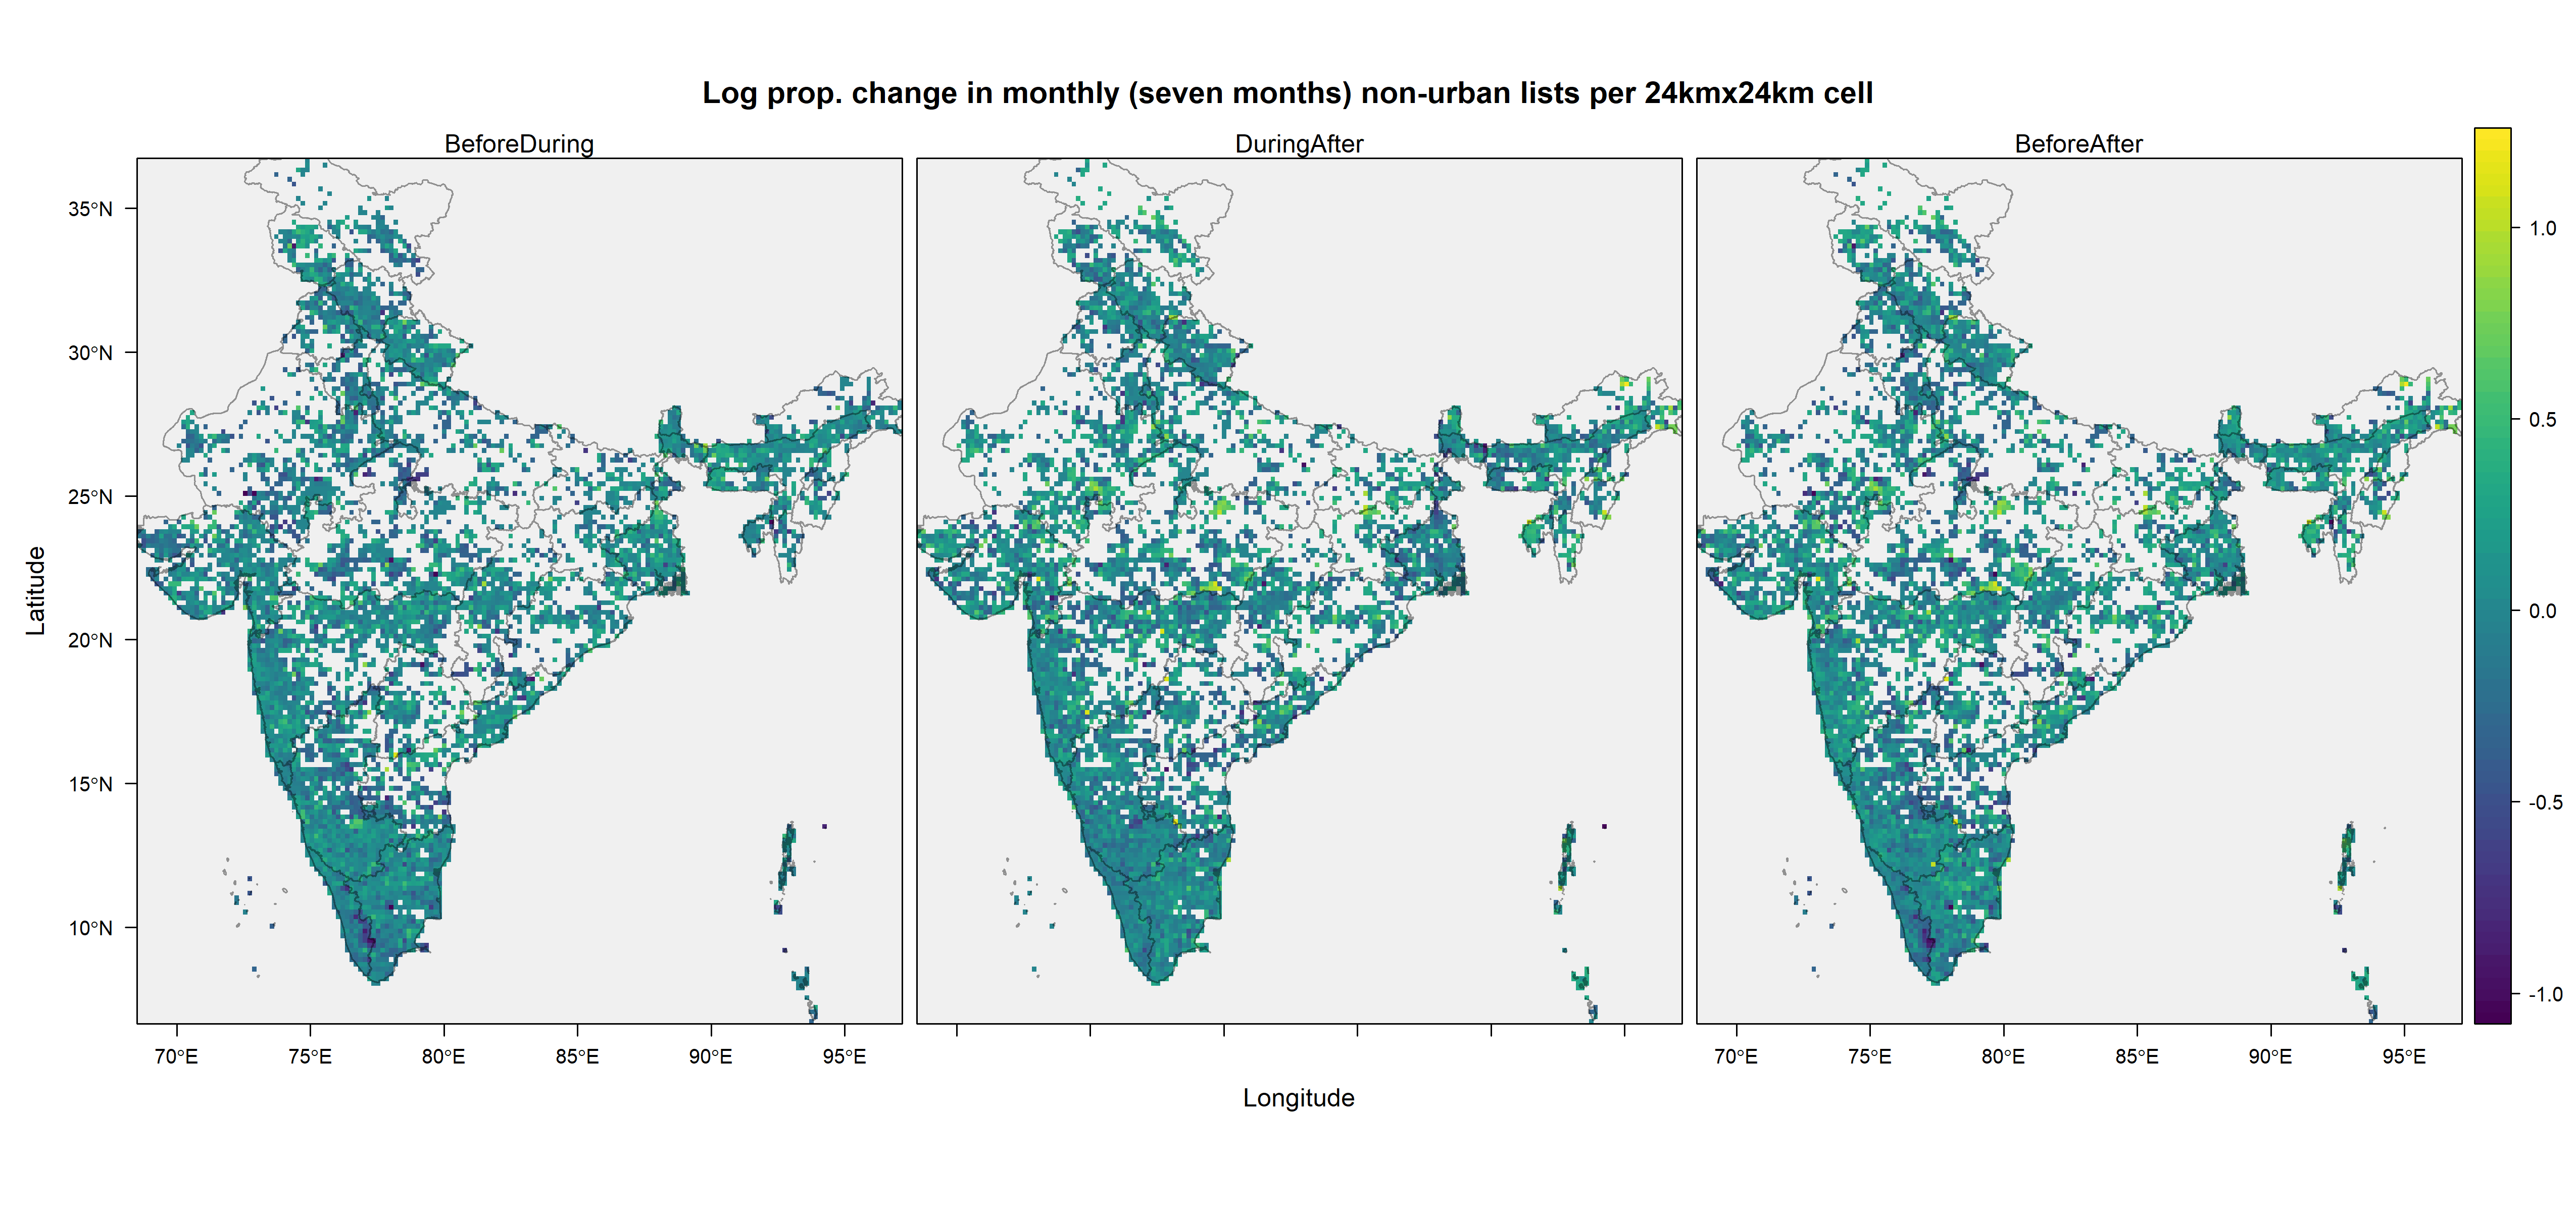 Log prop. change in monthly (seven months) non-urban lists per 24kmx24km cell
BeforeDuring DuringAfter BeforeAfter
35°N
30°N
25°N
20°N
15°N
10°N
Latitude
70°E 75°E 80°E 85°E 90°E 95°E 70°E 75°E 80°E 85°E 90°E 95°E
Longitude
1.0
0.5
0.0
-0.5
-1.0